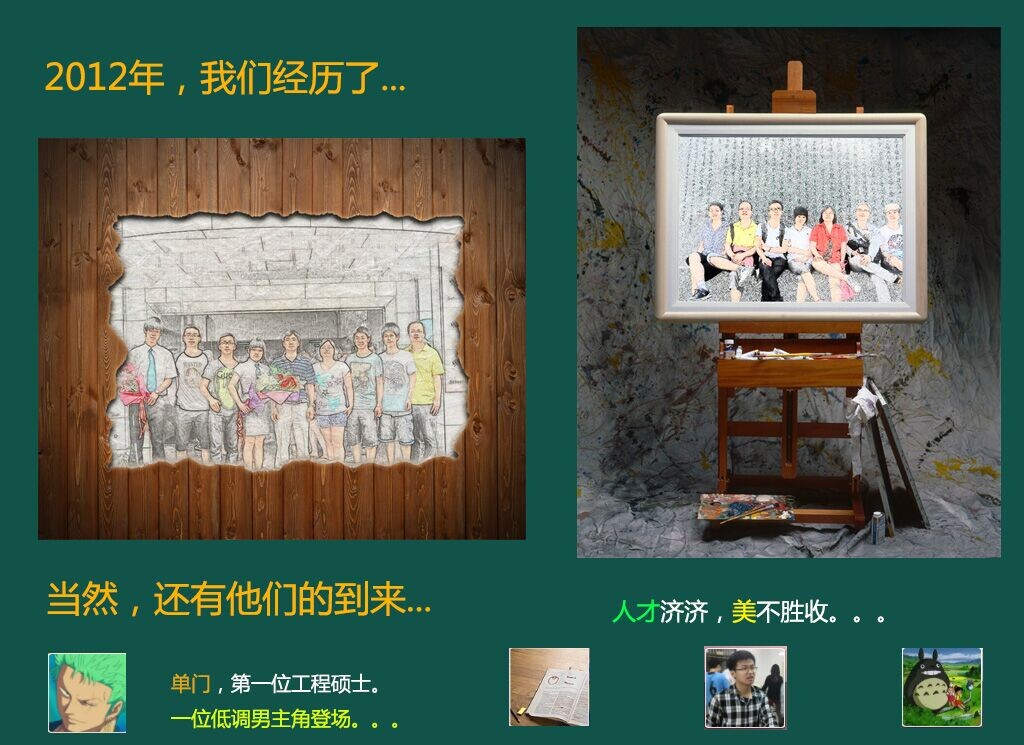 2012年，我们经历了...
当然，还有他们的到来...
人才济济，美不胜收。。。
单门，第一位工程硕士。
一位低调男主角登场。。。